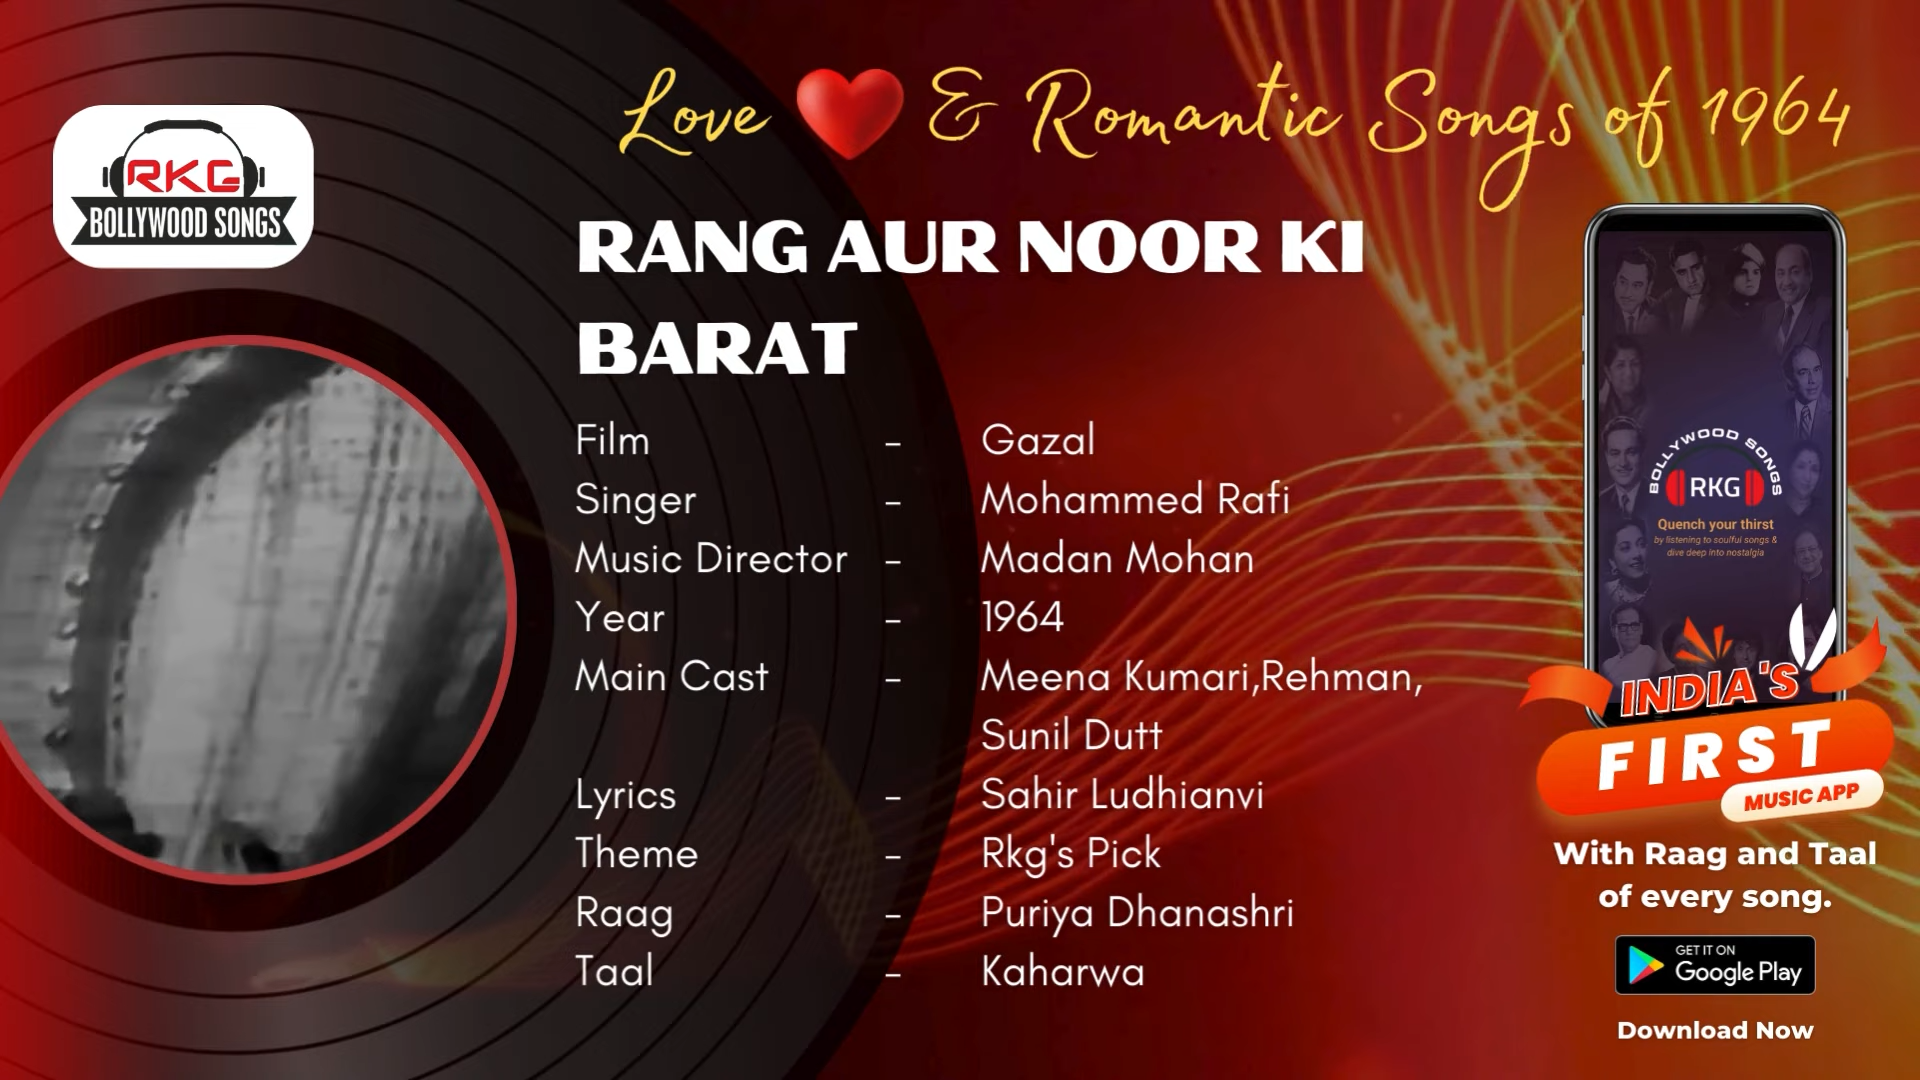 Love & Romantic Songs of 1964
RKG
BOLLYWOOD SONGS
RANG AUR NOOR KI
BARAT
Film - Gazal
Singer - Mohammed Rafi
Music Director - Madan Mohan
Year - 1964
Main Cast - Meena Kumari,Rehman,
Sunil Dutt
Lyrics - Sahir Ludhianvi
Theme - Rkg's Pick
Raag - Puriya Dhanashri
Taal - Kaharwa
BOLLYWOOD SONGS
RKG
Quench your thirst
by listening to soulful songs &
dive deep into nostalgia
INDIA'S
FIRST
MUSIC APP
With Raag and Taal
of every song.
GET IT ON
Google Play
Download Now